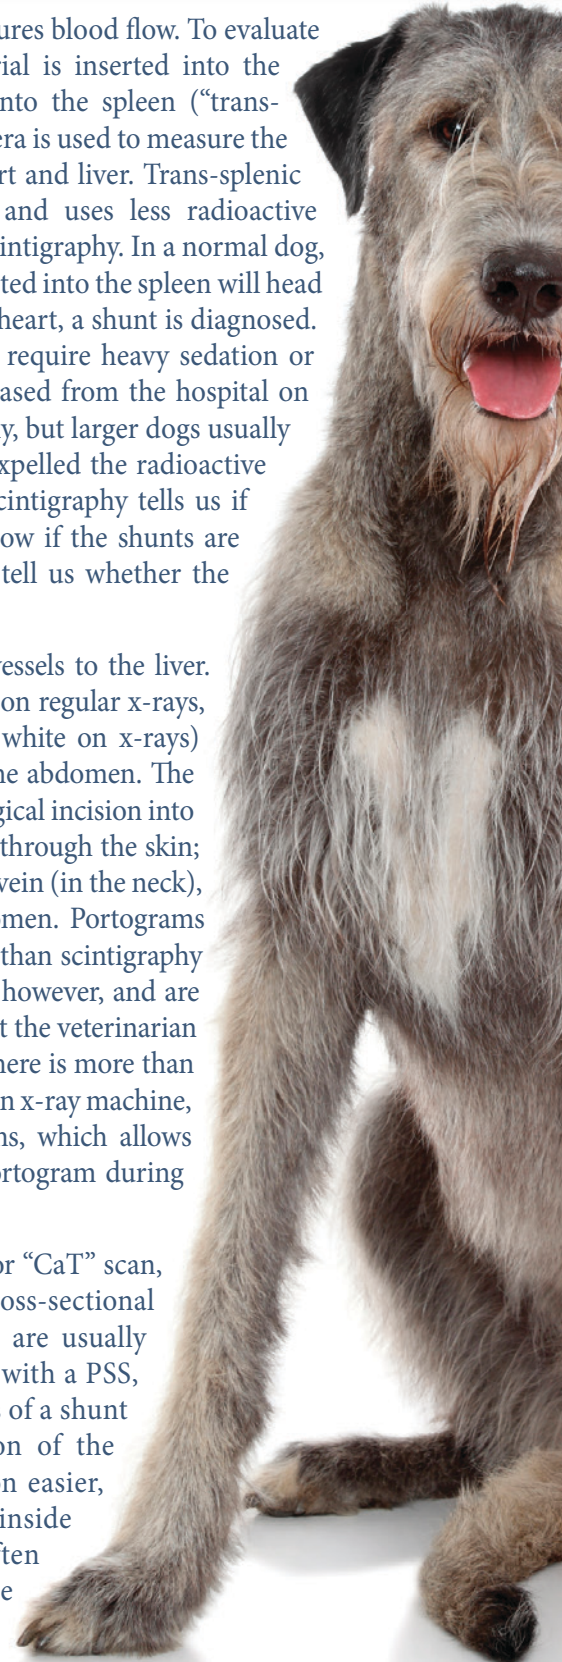 ures blood flow. To evaluate
rial is inserted into the
nto the spleen (“trans-
era is used to measure the
rt and liver. Trans-splenic
and uses less radioactive
intigraphy. In a normal dog,
ted into the spleen will head
heart, a shunt is diagnosed.
require heavy sedation or
ased from the hospital on
y, but larger dogs usually
xpelled the radioactive
cintigraphy tells us if
ow if the shunts are
tell us whether the
vessels to the liver.
on regular x-rays,
white on x-rays)
he abdomen. The
gical incision into
through the skin;
vein (in the neck),
omen. Portograms
than scintigraphy
however, and are
t the veterinarian
here is more than
n x-ray machine,
ns, which allows
ortogram during
or “CaT” scan,
oss-sectional
are usually
with a PSS,
of a shunt
on of the
n easier,
inside
ften
e